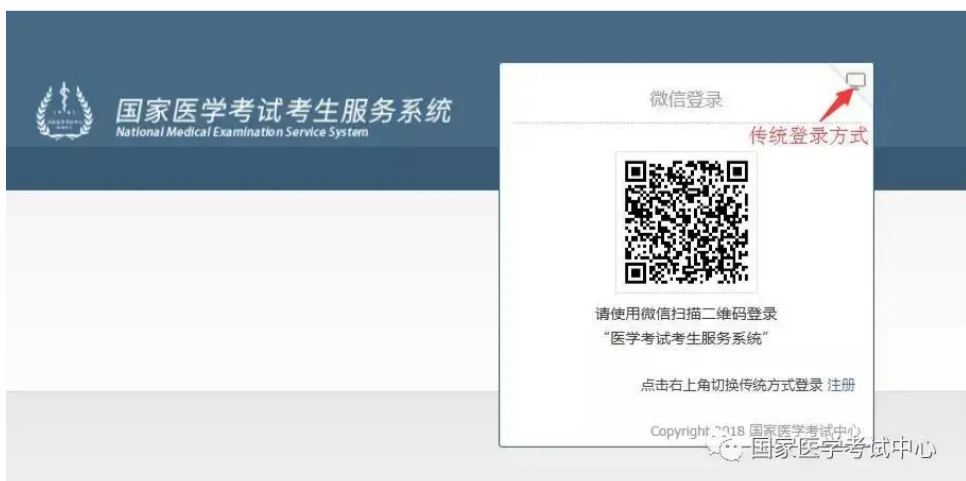 国家医学考试考生服务系统
National Medical Examination Service System
微信登录
传统登录方式
请使用微信扫描二维码登录
“医学考试考生服务系统”
点击右上角切换传统方式登录 注册
Copyright 2018 国家医学考试中心
国家医学考试中心